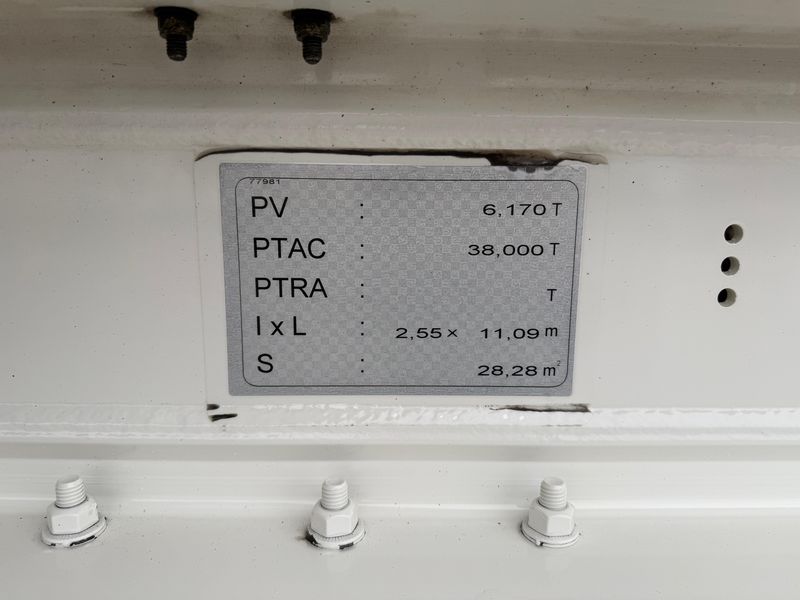 77981
PV : 6,170 T
PTAC : 38,000 T
PTRA : T
l x L : 2,55 x 11,09 m
S : 28,28 m²